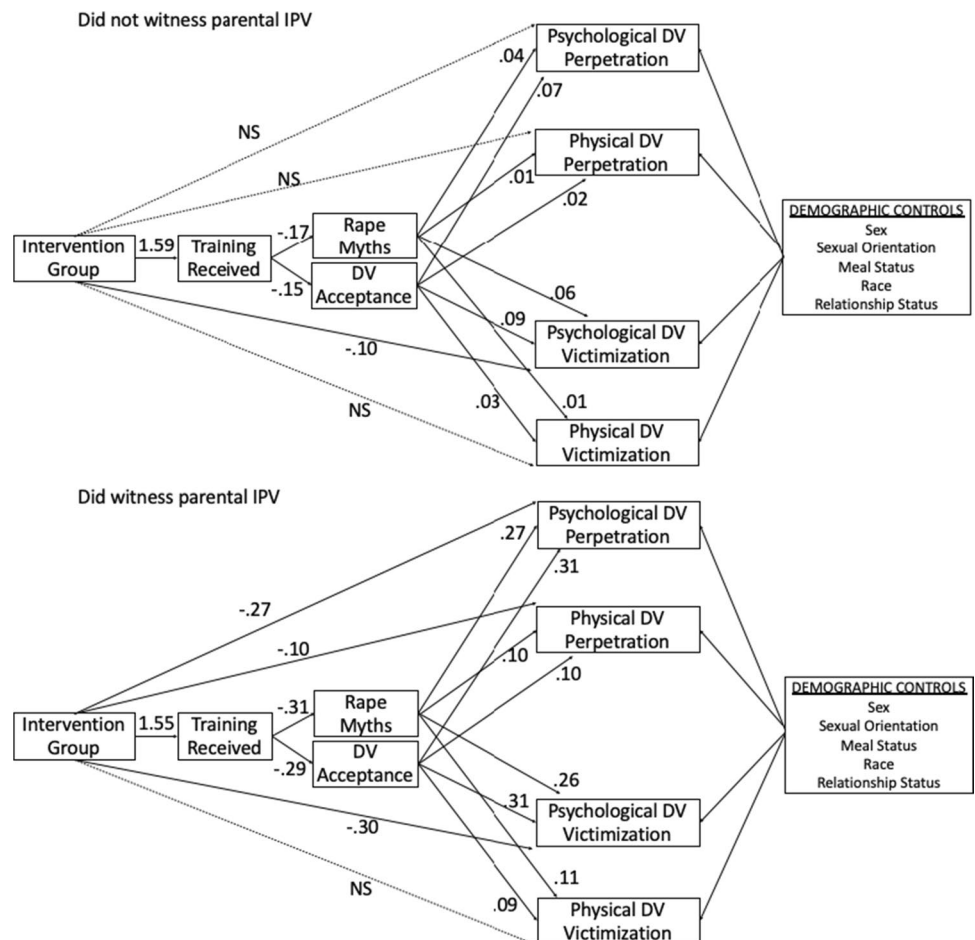 Did not witness parental IPV
Psychological DV
Perpetration
.04
.07
NS
Physical DV
Perpetration
NS
.01
.02
DEMOGRAPHIC CONTROLS
Sex
Sexual Orientation
Meal Status
Race
Relationship Status
Intervention
Group
1.59
Training
Received
-.17
Rape
Myths
-.15
DV
Acceptance
.06
.09
Psychological DV
Victimization
-.10
NS
.03
.01
Physical DV
Victimization
Did witness parental IPV
Psychological DV
Perpetration
.27
.31
-.27
Physical DV
Perpetration
-.10
.10
.10
DEMOGRAPHIC CONTROLS
Sex
Sexual Orientation
Meal Status
Race
Relationship Status
Intervention
Group
1.55
Training
Received
-.31
Rape
Myths
-.29
DV
Acceptance
.26
.31
Psychological DV
Victimization
-.30
NS
.11
.09
Physical DV
Victimization